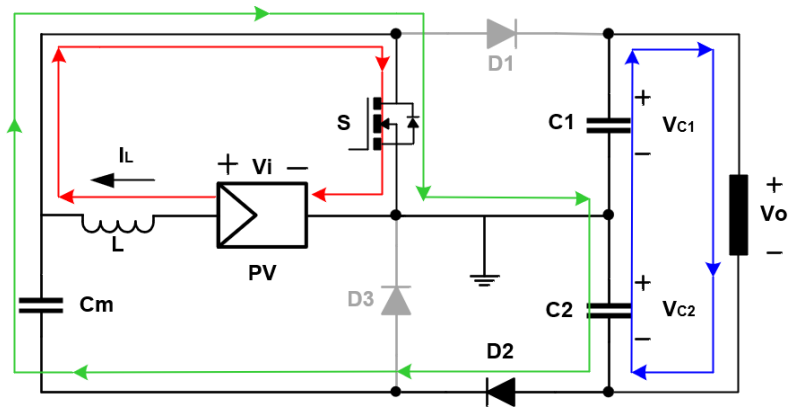 D1
S
C1
+
VC1
−
IL
+ Vi −
L
PV
+
Vo
−
Cm
D3
C2
+
VC2
−
D2